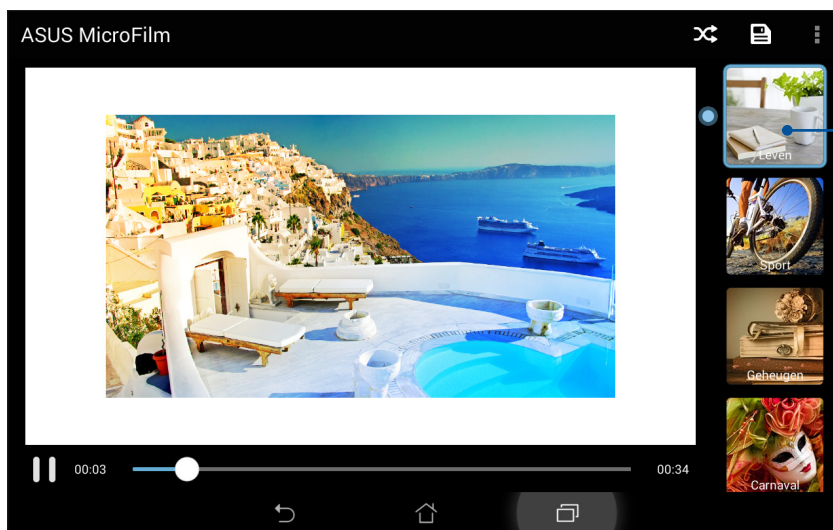 ASUS MicroFilm
Leven
Sport
Geheugen
Carnaval
00:03
00:34